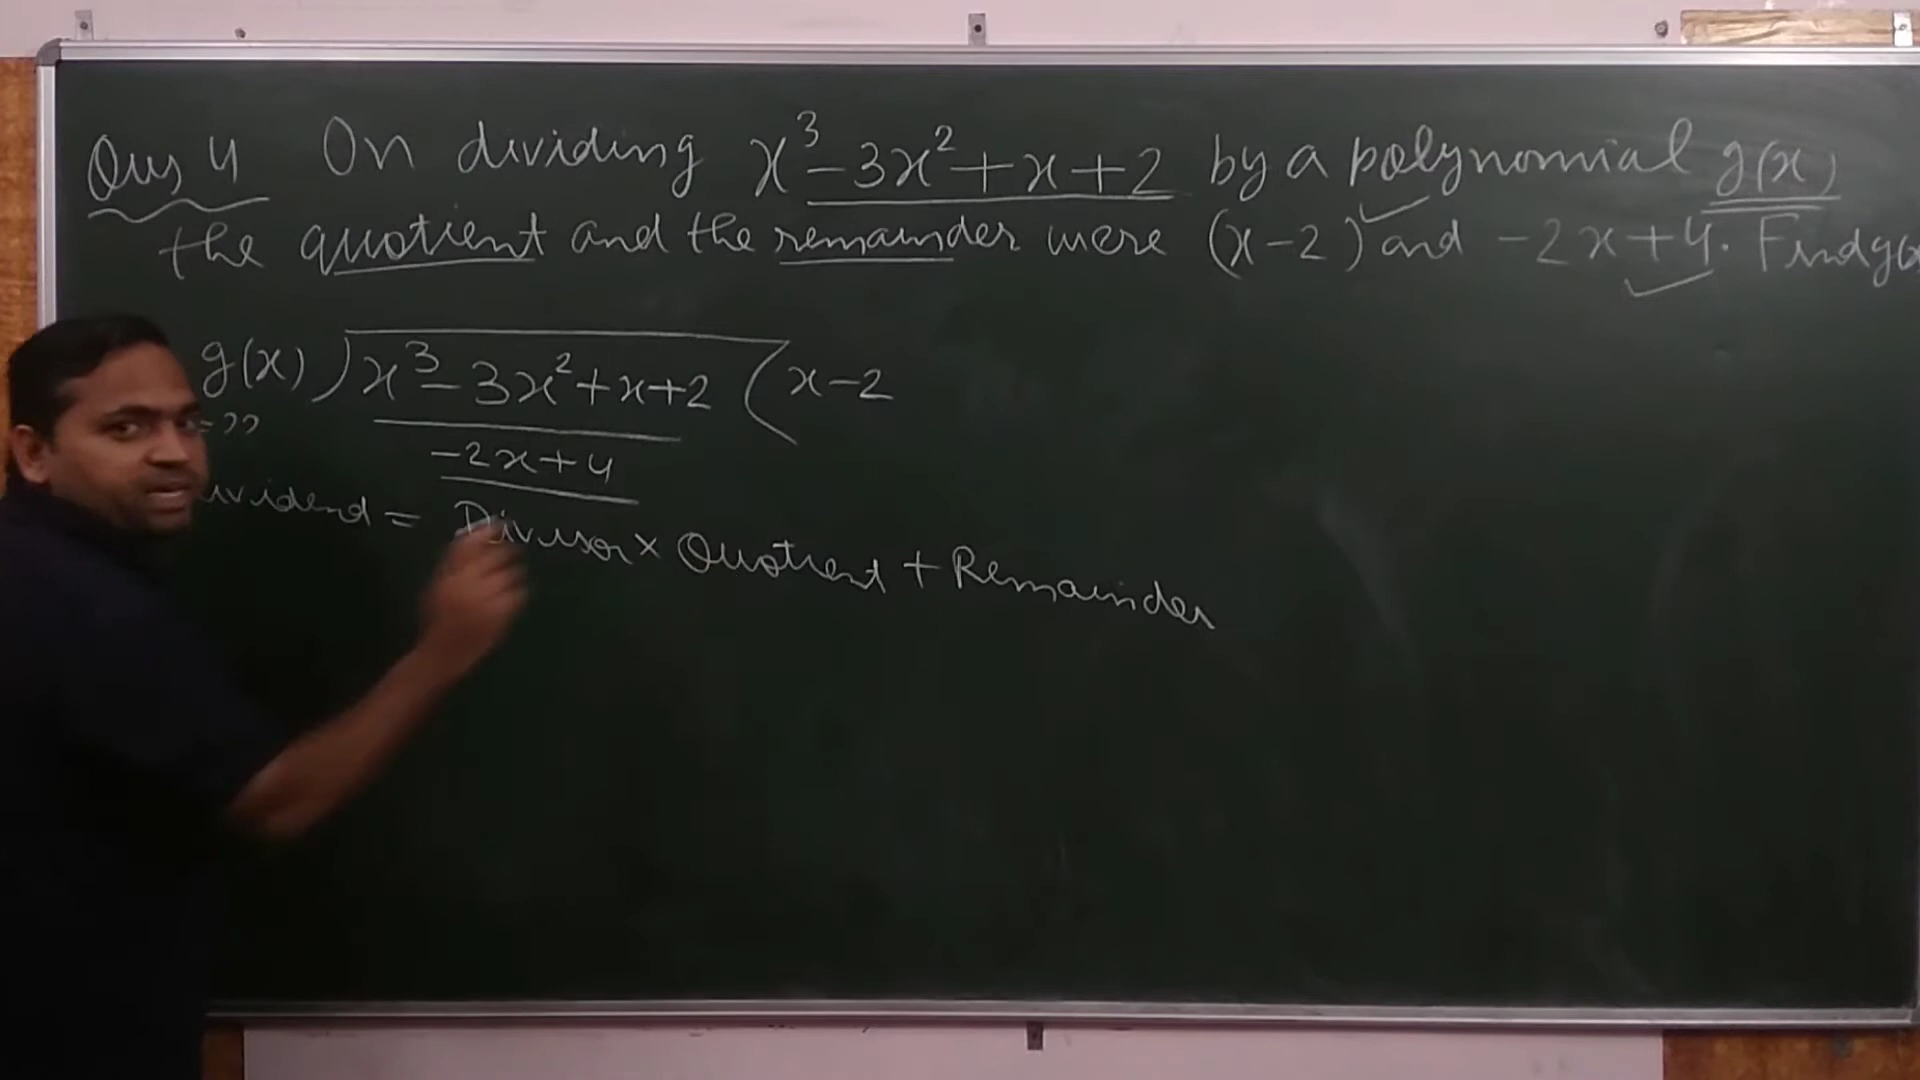 Qus 4 On dividing x³-3x²+x+2 by a polynomial g(x)
the quotient and the remainder were (x-2) and -2x+4. Find g(x
g(x) ) x³-3x²+x+2 ( x-2
= ??
-2x+4
ividend = Divisor × Quotient + Remainder